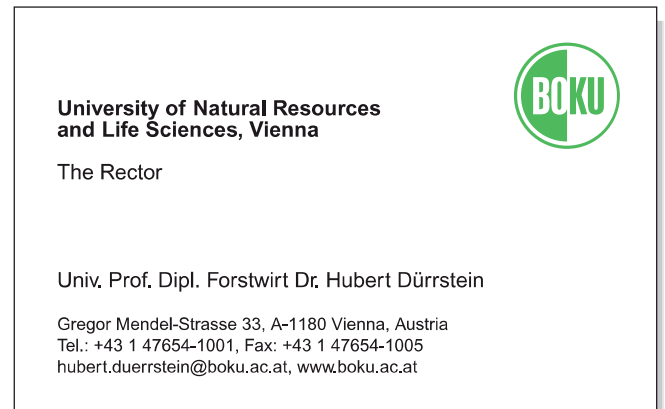 University of Natural Resources
and Life Sciences, Vienna
BOKU
The Rector
Univ. Prof. Dipl. Forstwirt Dr. Hubert Dürrstein
Gregor Mendel-Strasse 33, A-1180 Vienna, Austria
Tel.: +43 1 47654-1001, Fax: +43 1 47654-1005
hubert.duerrstein@boku.ac.at, www.boku.ac.at